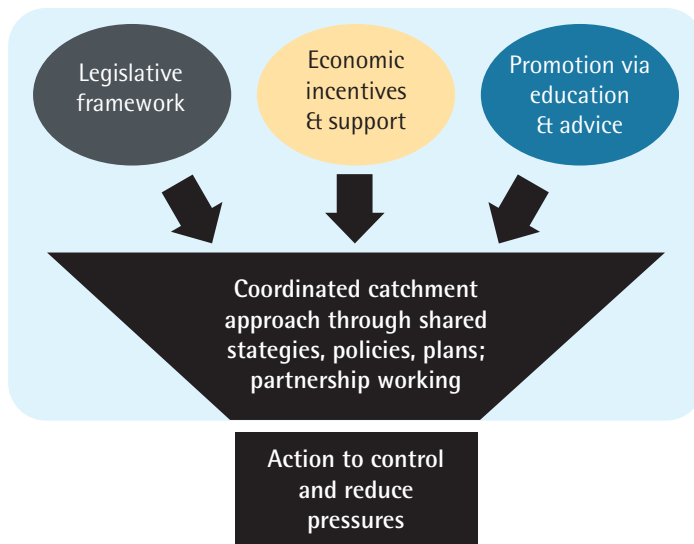 Legislative
framework
Economic
incentives
& support
Promotion via
education
& advice
Coordinated catchment
approach through shared
stategies, policies, plans;
partnership working
Action to control
and reduce
pressures